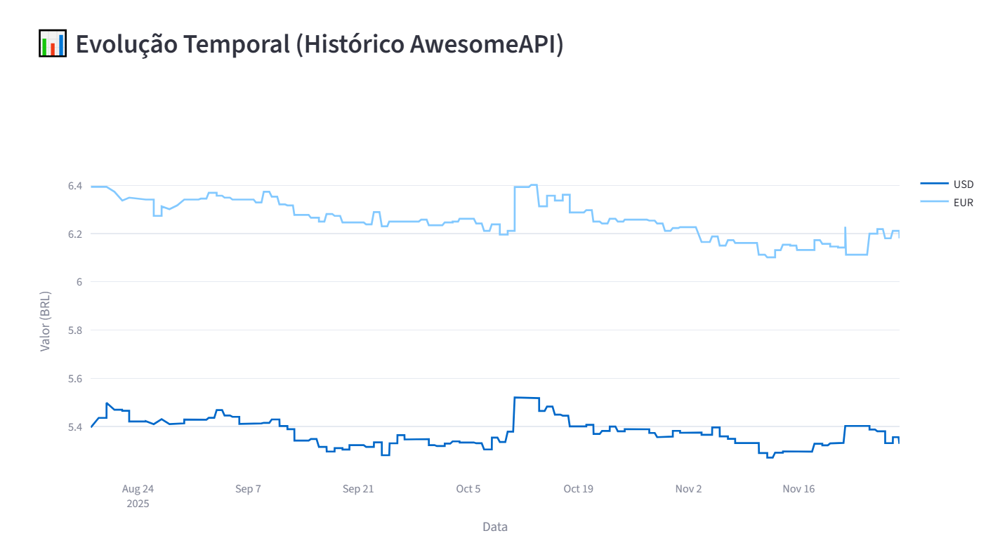 Evolução Temporal (Histórico AwesomeAPI)
6.4
6.2
6
5.8
5.6
5.4
Valor (BRL)
Aug 24
2025
Sep 7
Sep 21
Oct 5
Oct 19
Nov 2
Nov 16
Data
USD
EUR